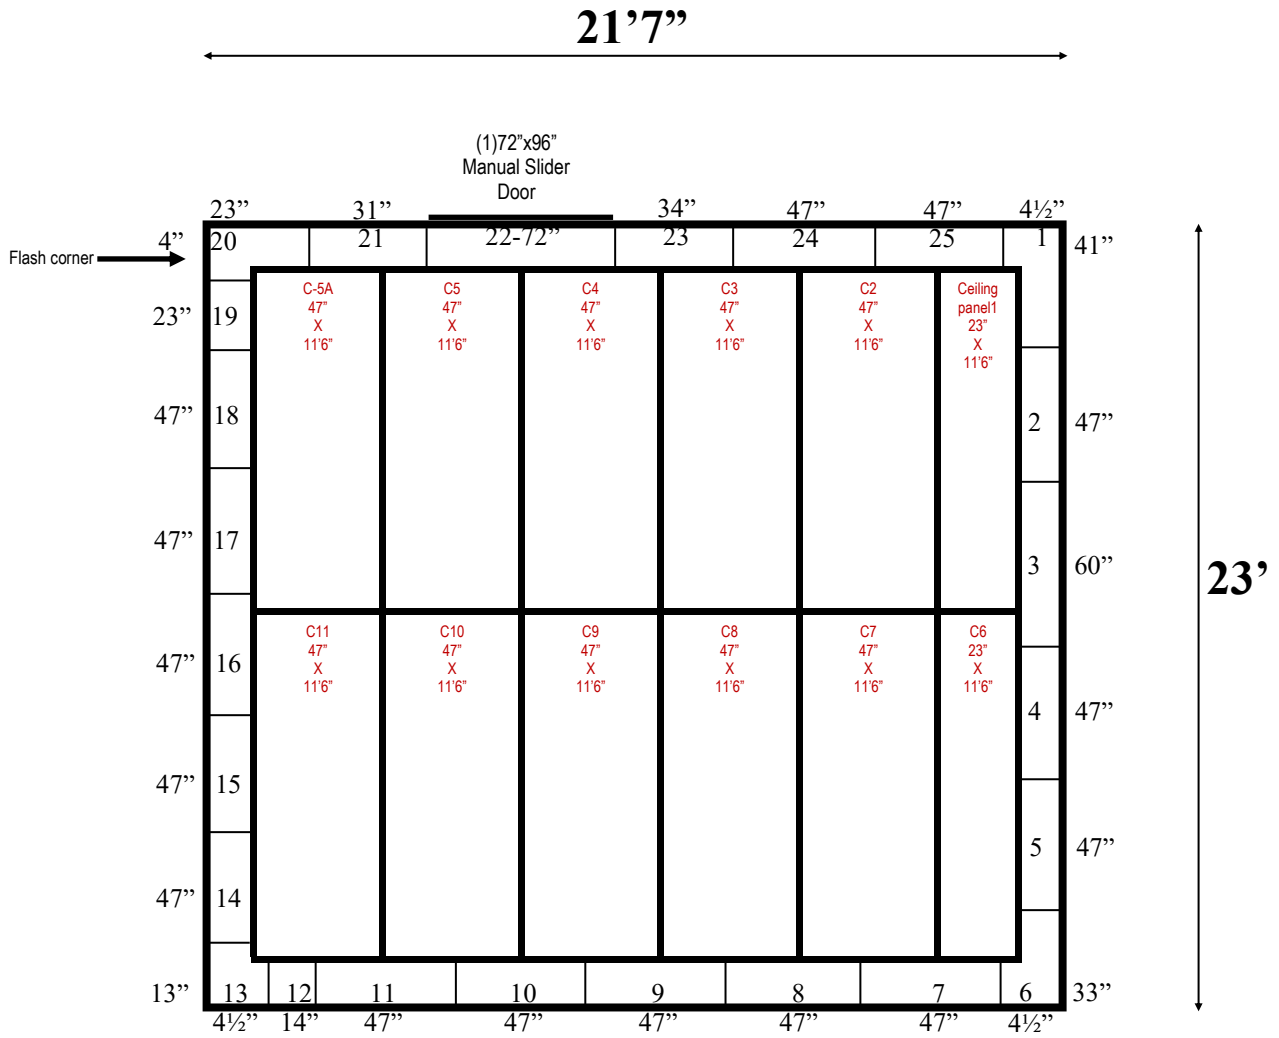 21’7”
(1)72”x96”
Manual Slider
Door
23” 31” 34” 47” 47” 4½”
4” 20 21 22-72” 23 24 25 1 41”
Flash corner
C-5A
47”
X
11’6”
C5
47”
X
11’6”
C4
47”
X
11’6”
C3
47”
X
11’6”
C2
47”
X
11’6”
Ceiling
panel1
23”
X
11’6”
23” 19
47” 18 2 47”
47” 17 3 60”
23’
C11
47”
X
11’6”
C10
47”
X
11’6”
C9
47”
X
11’6”
C8
47”
X
11’6”
C7
47”
X
11’6”
C6
23”
X
11’6”
47” 16 4 47”
47” 15 5 47”
47” 14
13” 13 12 11 10 9 8 7 6 33”
4½” 14” 47” 47” 47” 47” 47” 4½”